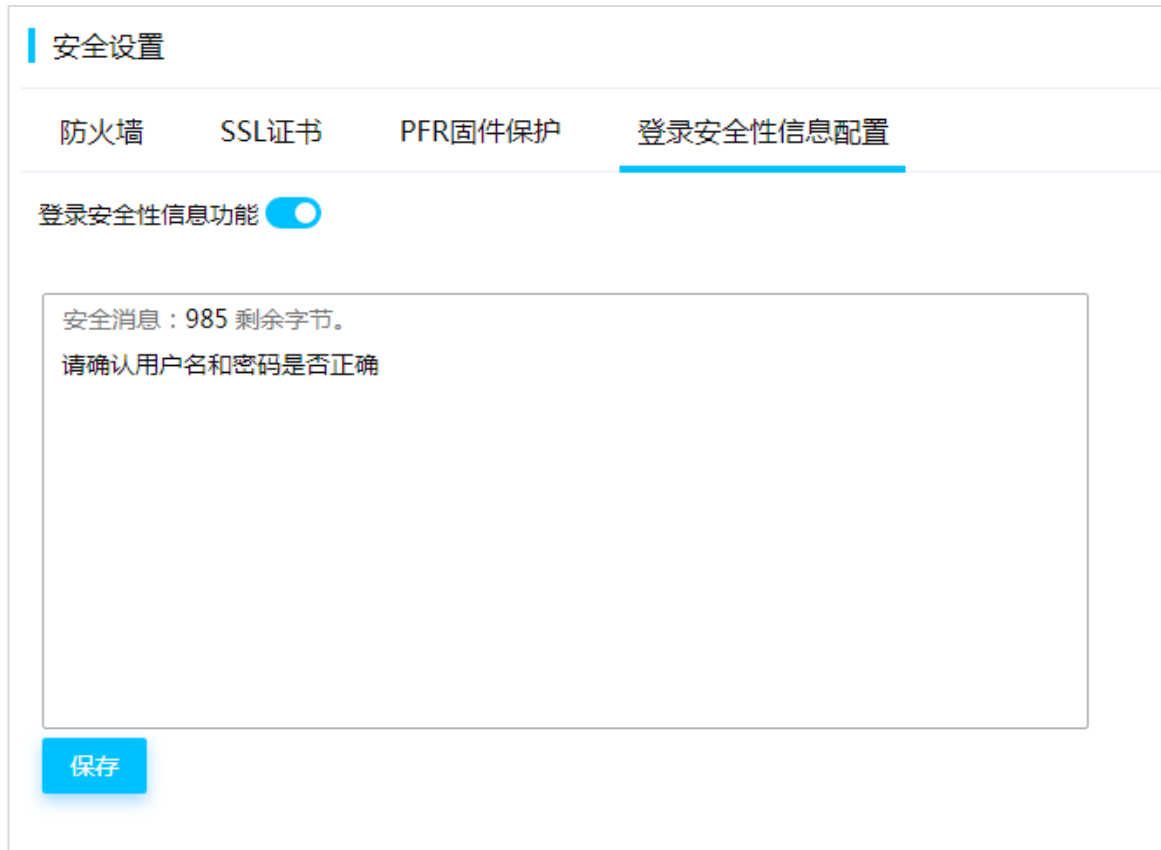 安全设置
防火墙 SSL证书 PFR固件保护 登录安全性信息配置
登录安全性信息功能
安全消息：985 剩余字节。
请确认用户名和密码是否正确
保存